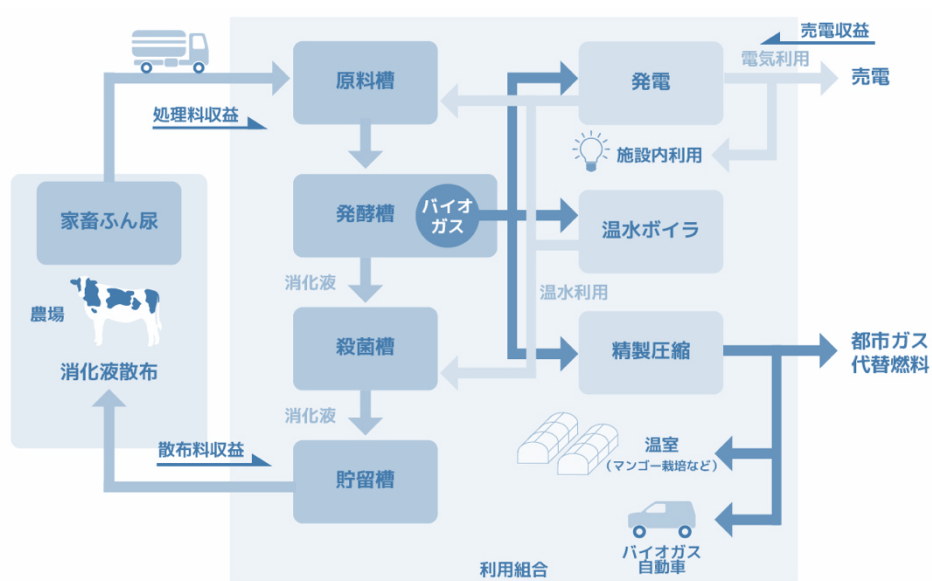 売電収益
電気利用
原料槽
発電
売電
処理料収益
施設内利用
家畜ふん尿
発酵槽
バイオ
ガス
温水ボイラ
消化液
温水利用
農場
殺菌槽
精製圧縮
都市ガス
代替燃料
消化液散布
消化液
散布料収益
温室
(マンゴー栽培など)
貯留槽
バイオガス
自動車
利用組合